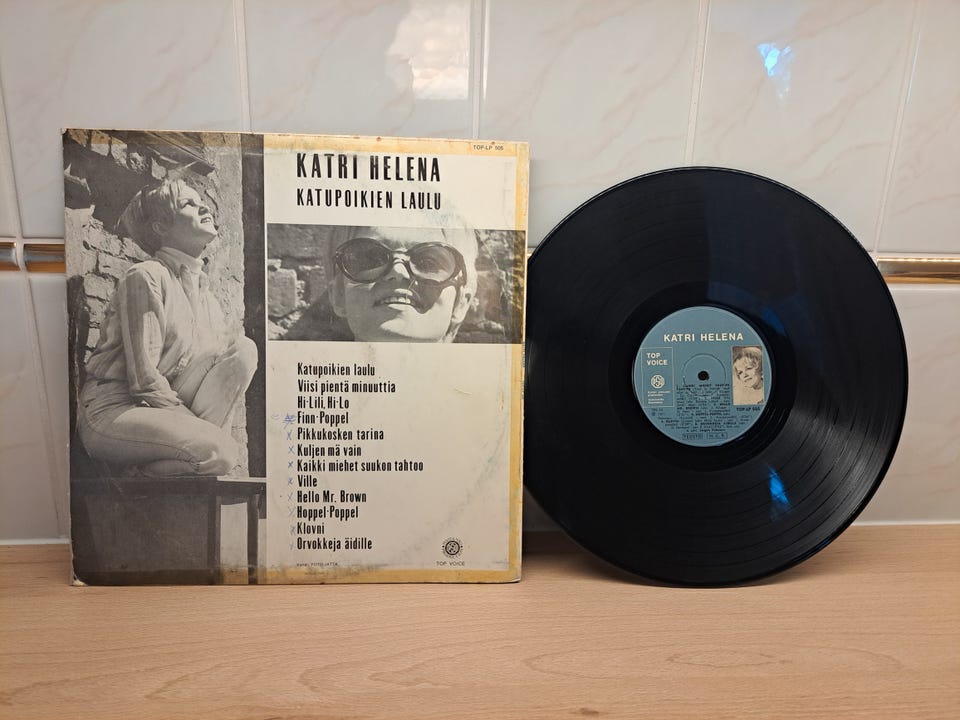 TOP-LP 505
KATRI HELENA
KATUPOIKIEN LAULU
Katupoikien laulu
Viisi pientä minuuttia
Hi-Lili, Hi-Lo
Finn-Poppel
Pikkukosken tarina
Kuljen mä vain
Kaikki miehet suukon tahtoo
Ville
Hello Mr. Brown
Hoppel-Poppel
Klovni
Orvokkeja äidille
TOP VOICE
KATRI HELENA
TOP
VOICE
TOP-LP 505